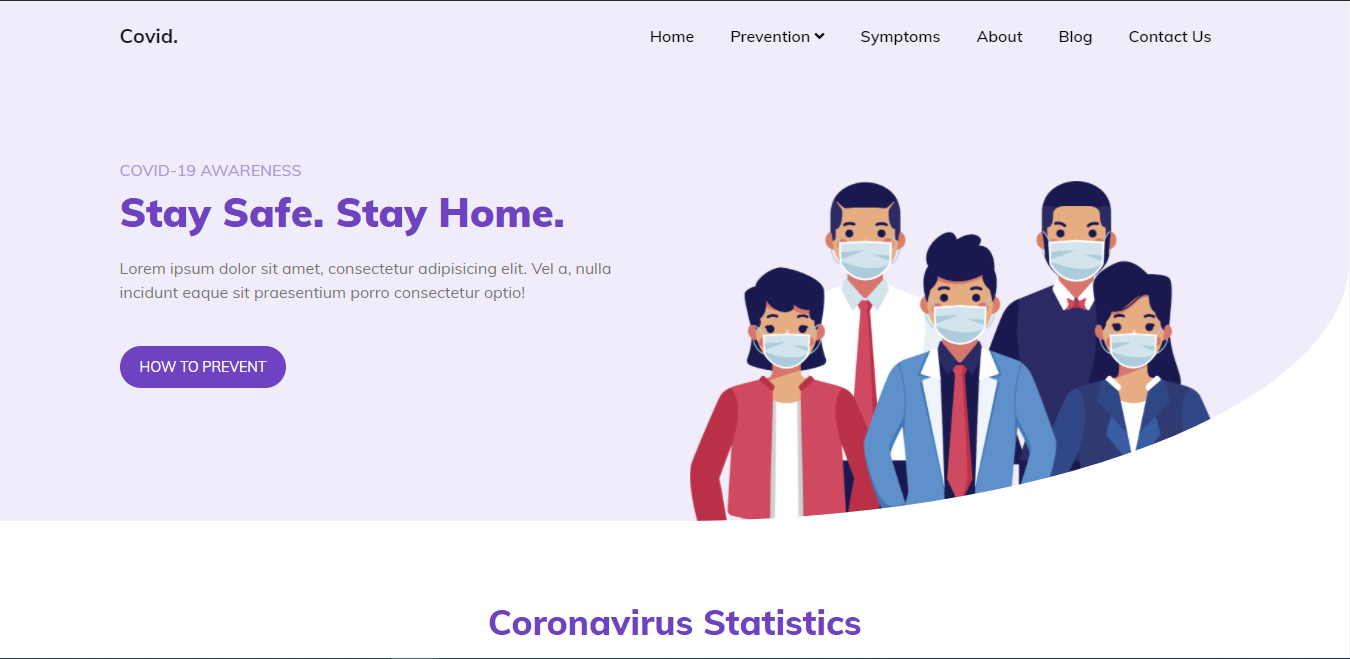 Covid.
Home Prevention Symptoms About Blog Contact Us
COVID-19 AWARENESS
Stay Safe. Stay Home.
Lorem ipsum dolor sit amet, consectetur adipisicing elit. Vel a, nulla
incidunt eaque sit praesentium porro consectetur optio!
HOW TO PREVENT
Coronavirus Statistics